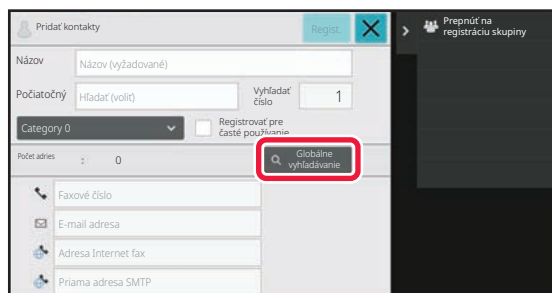 Pridať kontakty
Regist.
Prepnúť na
registráciu skupiny
Názov
Názov (vyžadované)
Počiatočný
Hľadať (voliť)
Vyhľadať
číslo
1
Category 0
Registrovať pre
časté používanie
Počet adries : 0
Globálne
vyhľadávanie
Faxové číslo
E-mail adresa
Adresa Internet fax
Priama adresa SMTP